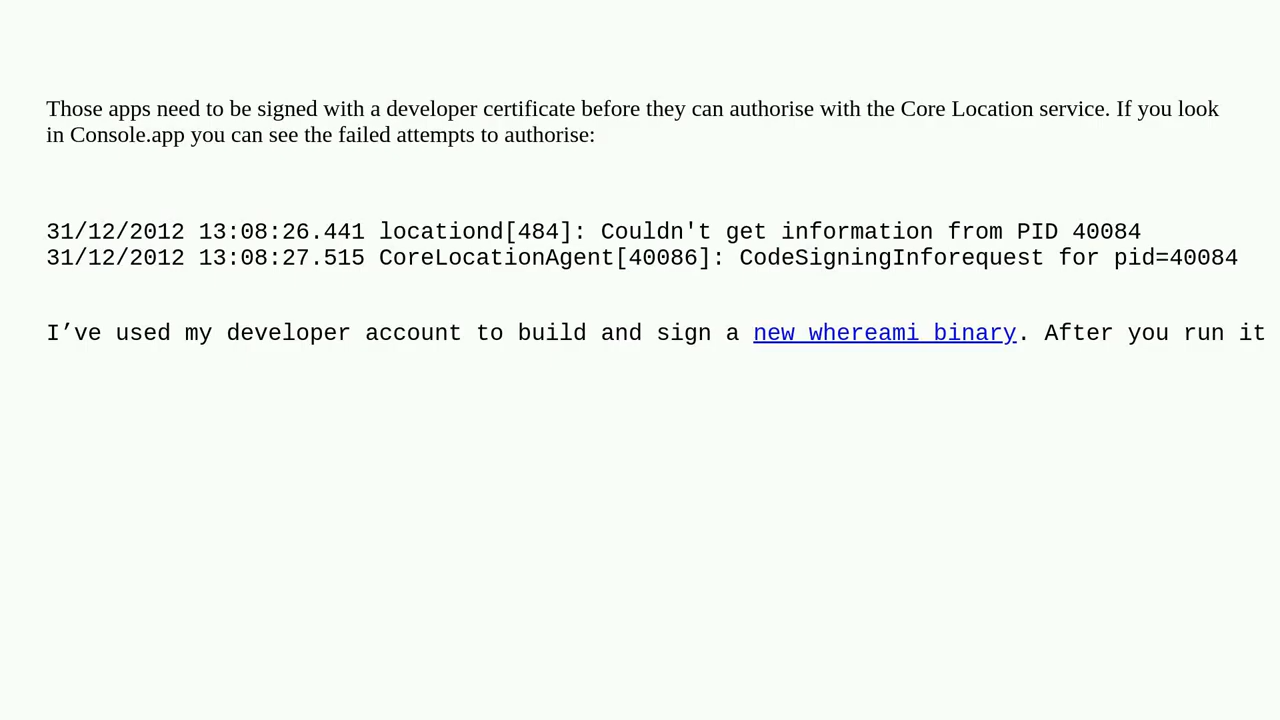 Those apps need to be signed with a developer certificate before they can authorise with the Core Location service. If you look
in Console.app you can see the failed attempts to authorise:
31/12/2012 13:08:26.441 locationd[484]: Couldn't get information from PID 40084
31/12/2012 13:08:27.515 CoreLocationAgent[40086]: CodeSigningInforequest for pid=40084
I’ve used my developer account to build and sign a new whereami binary. After you run it